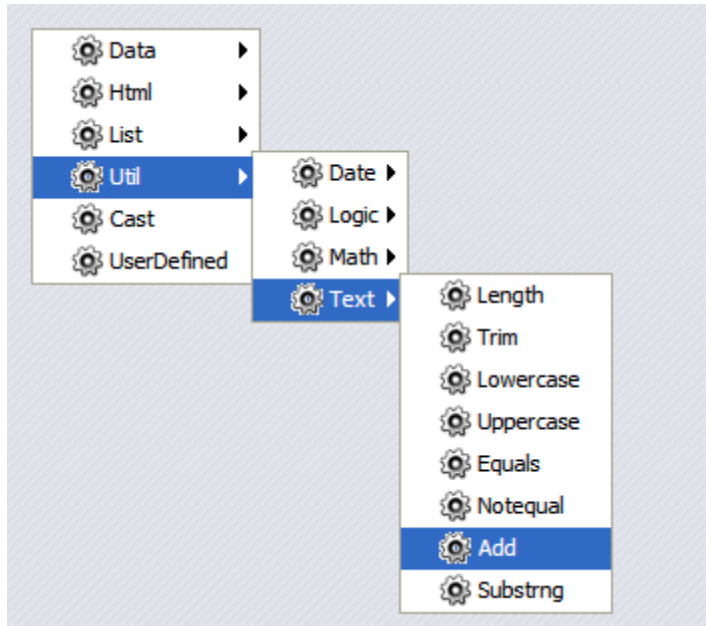 Data
Html
List
Util
Cast
UserDefined
Date
Logic
Math
Text
Length
Trim
Lowercase
Uppercase
Equals
Notequal
Add
Substrng